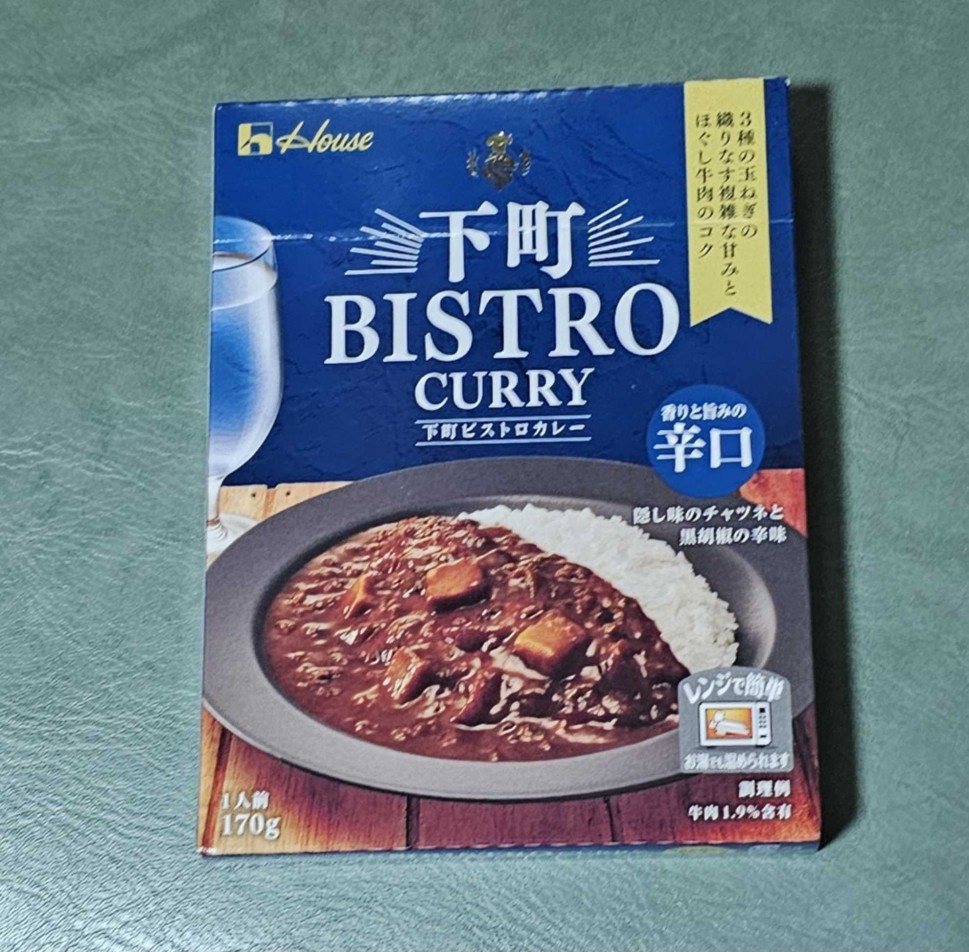 House
下町
BISTRO
CURRY
下町ビストロカレー
3種の玉ねぎの
織りなす複雑な甘みと
ほぐし牛肉のコク
香りと旨みの
辛口
隠し味のチャツネと
黒胡椒の辛味
レンジで簡単
お湯でも温められます
調理例
牛肉1.9%含有
1人前
170g